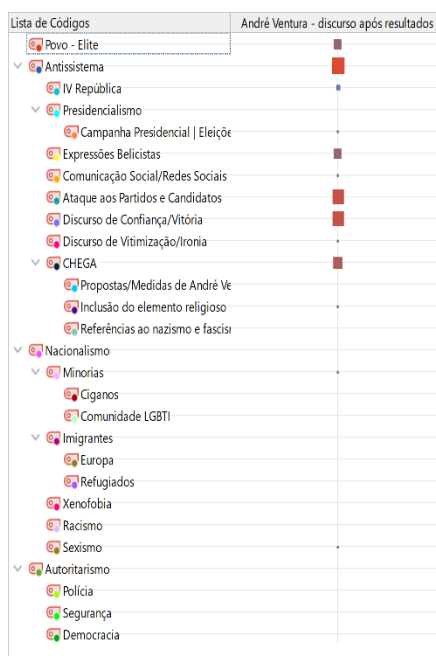 Lista de Códigos André Ventura - discurso após resultados
Povo - Elite
Antissistema
IV República
Presidencialismo
Campanha Presidencial | Eleiçõe
Expressões Belicistas
Comunicação Social/Redes Sociais
Ataque aos Partidos e Candidatos
Discurso de Confiança/Vitória
Discurso de Vitimização/Ironia
CHEGA
Propostas/Medidas de André Ve
Inclusão do elemento religioso
Referências ao nazismo e fascisr
Nacionalismo
Minorias
Ciganos
Comunidade LGBTI
Imigrantes
Europa
Refugiados
Xenofobia
Racismo
Sexismo
Autoritarismo
Polícia
Segurança
Democracia